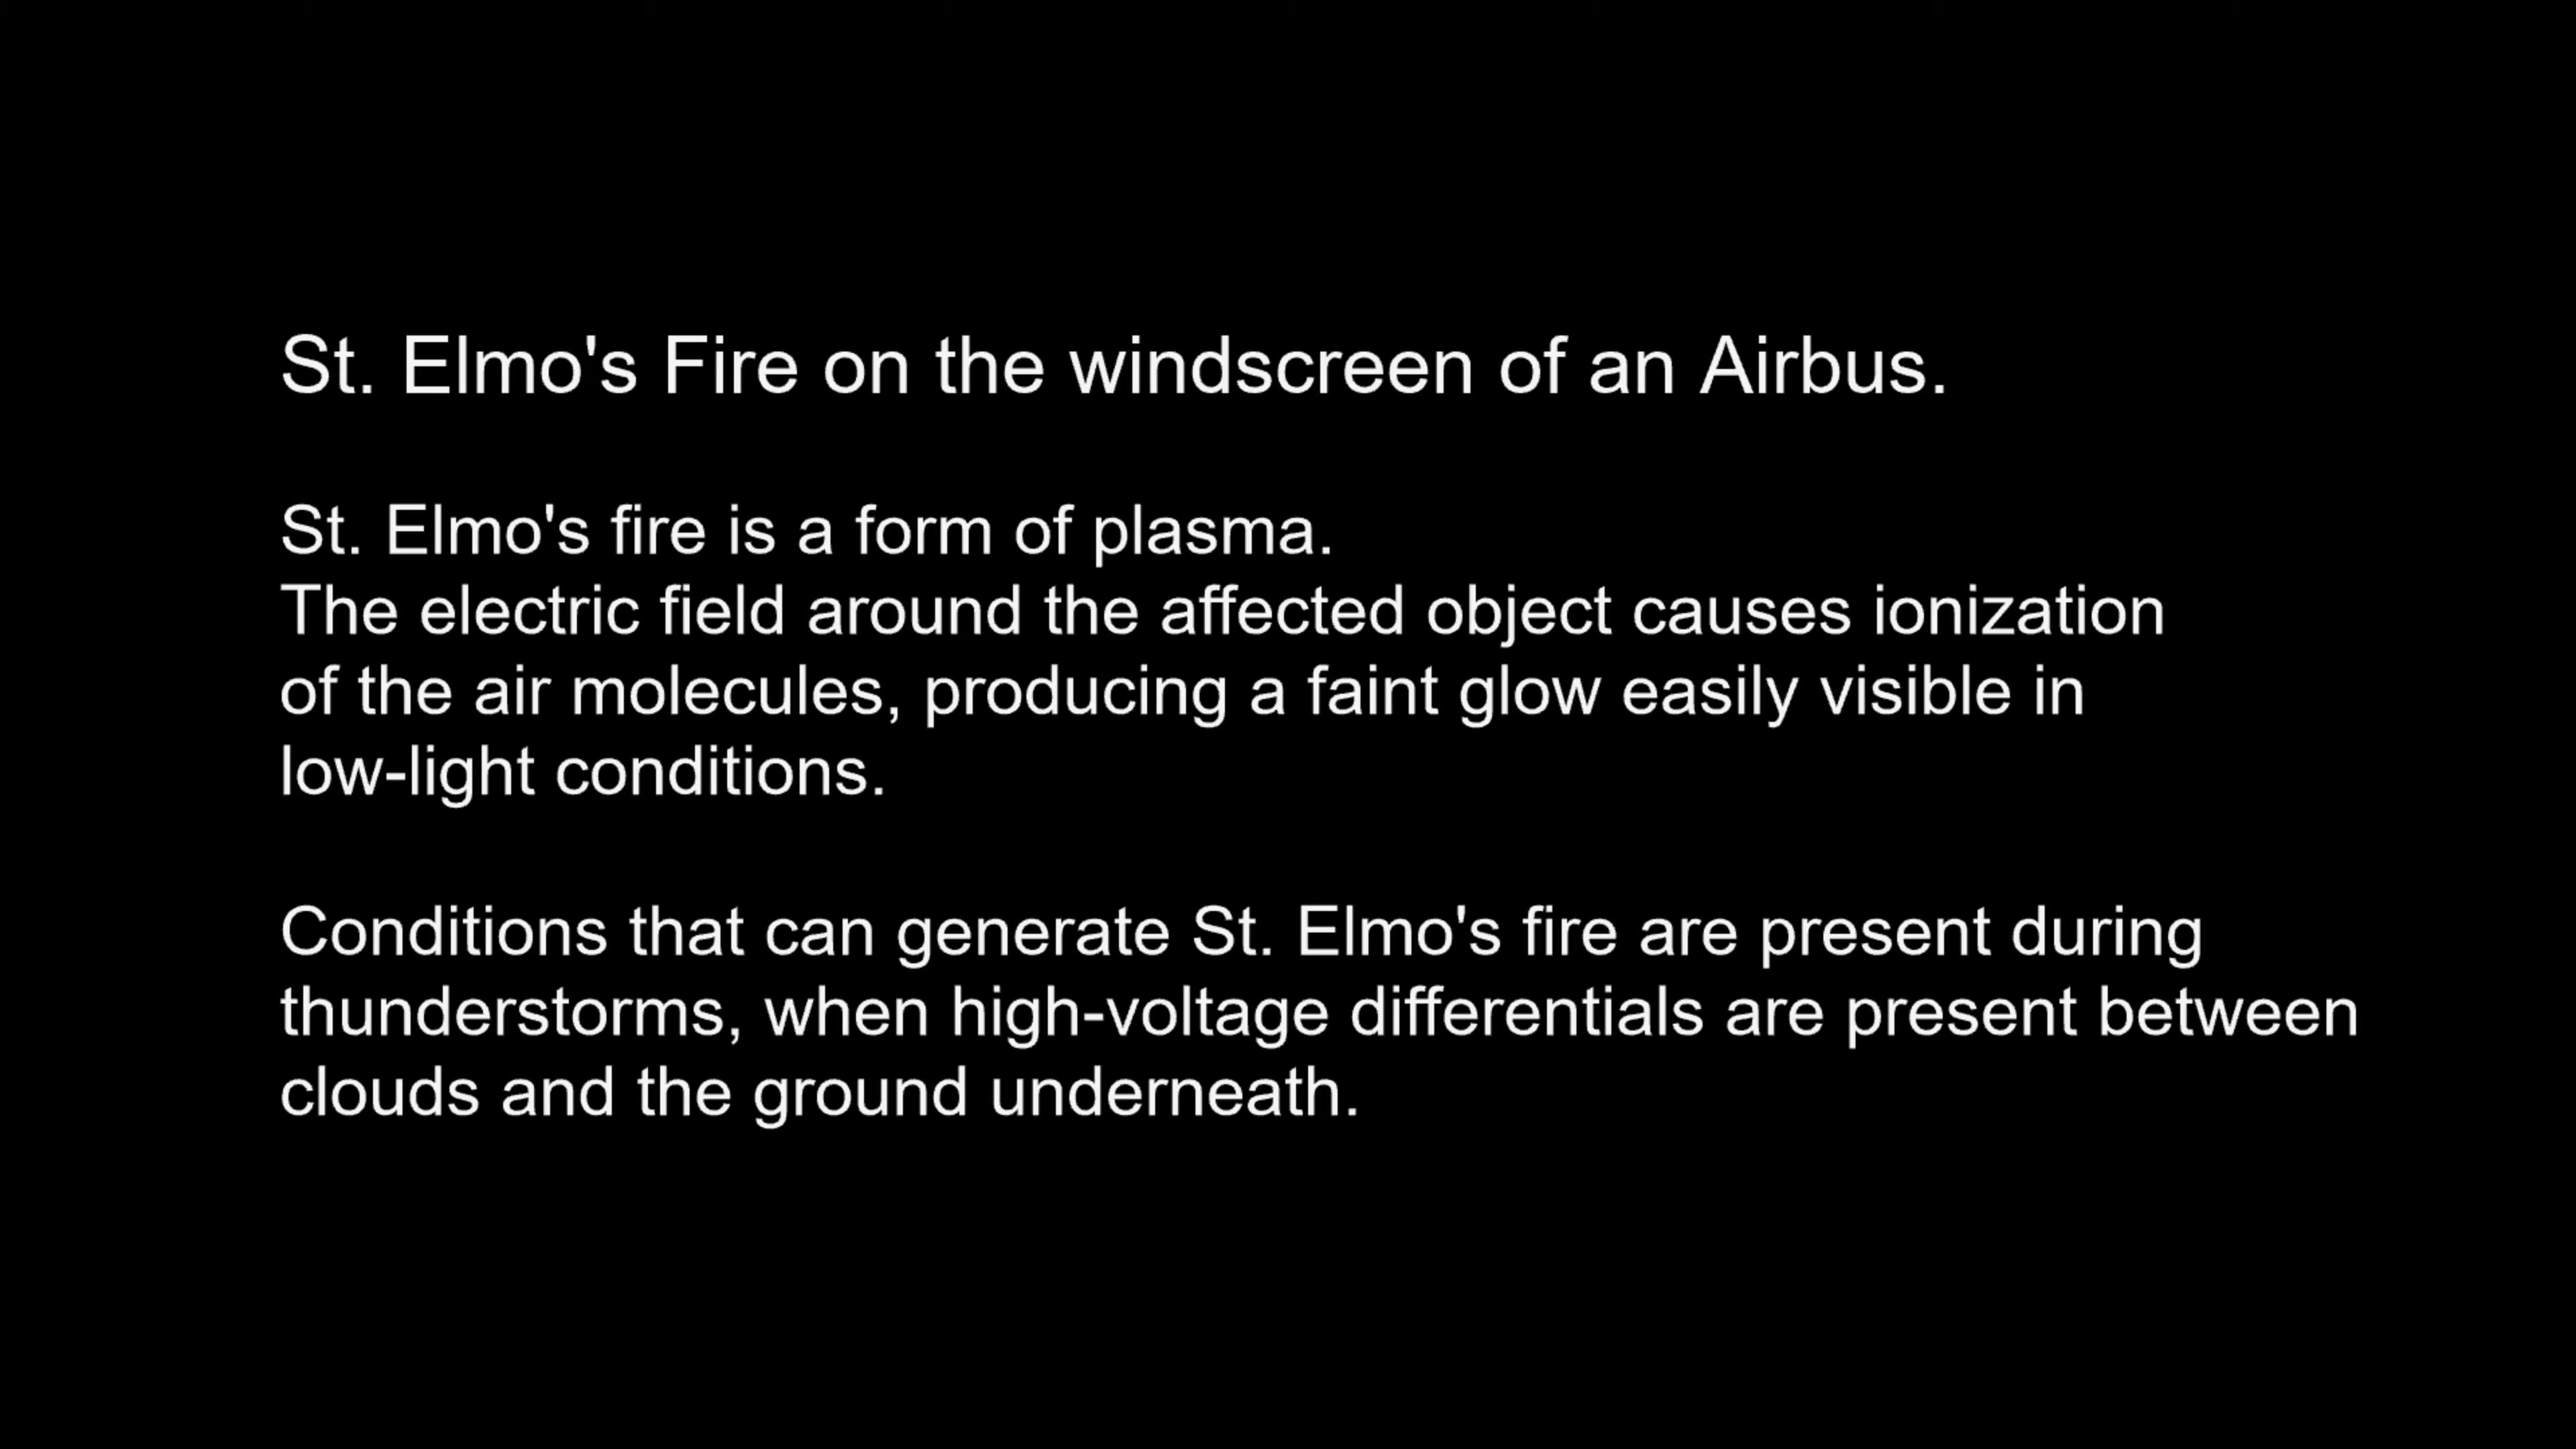 St. Elmo's Fire on the windscreen of an Airbus.
St. Elmo's fire is a form of plasma.
The electric field around the affected object causes ionization
of the air molecules, producing a faint glow easily visible in
low-light conditions.
Conditions that can generate St. Elmo's fire are present during
thunderstorms, when high-voltage differentials are present between
clouds and the ground underneath.